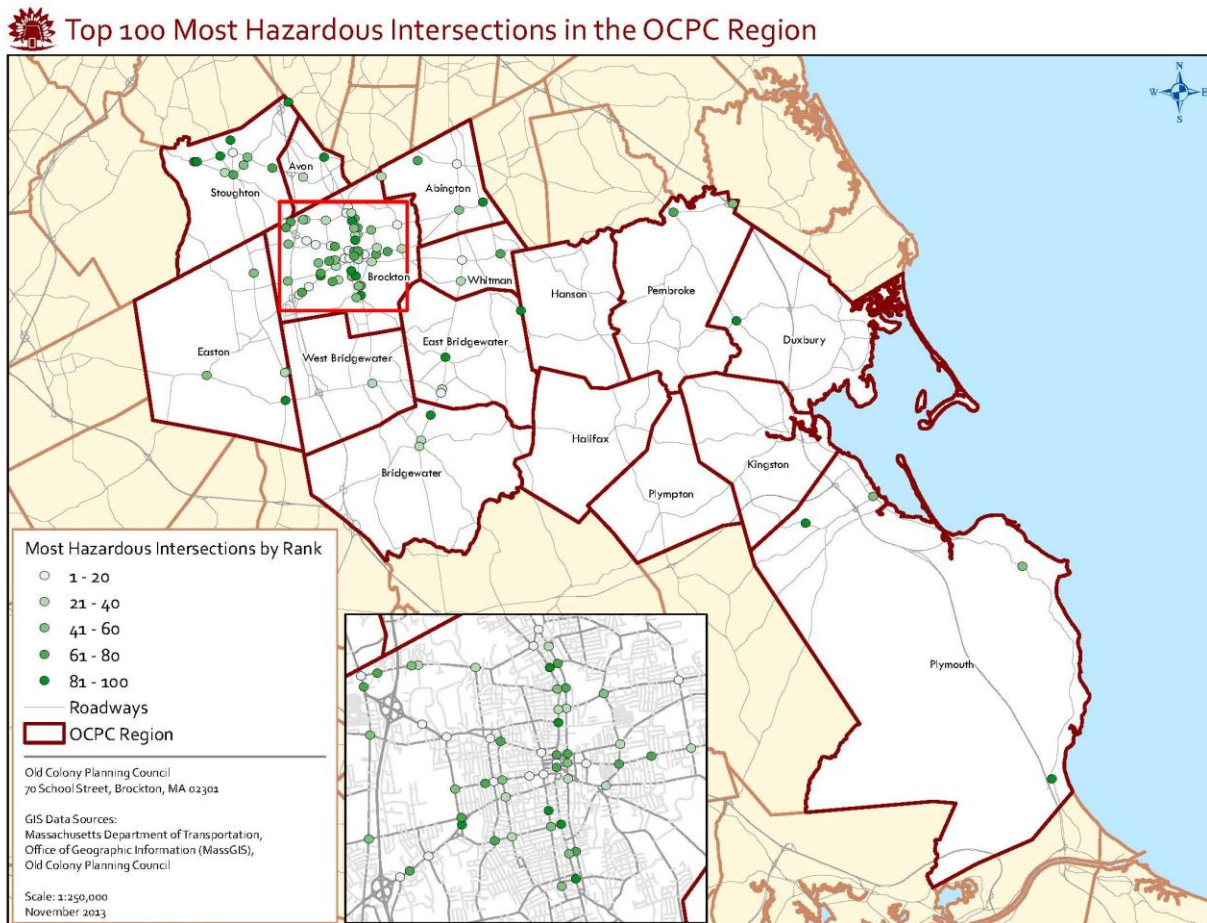 Top 100 Most Hazardous Intersections in the OCPC Region
N
W E
S
Stoughton
Avon
Abington
Brockton
Whitman
Hanson
Pembroke
Duxbury
Easton
West Bridgewater
East Bridgewater
Halifax
Bridgewater
Plympton
Kingston
Plymouth
Most Hazardous Intersections by Rank
1 - 20
21 - 40
41 - 60
61 - 80
81 - 100
Roadways
OCPC Region
Old Colony Planning Council
70 School Street, Brockton, MA 02301
GIS Data Sources:
Massachusetts Department of Transportation,
Office of Geographic Information (MassGIS),
Old Colony Planning Council
Scale: 1:250,000
November 2013